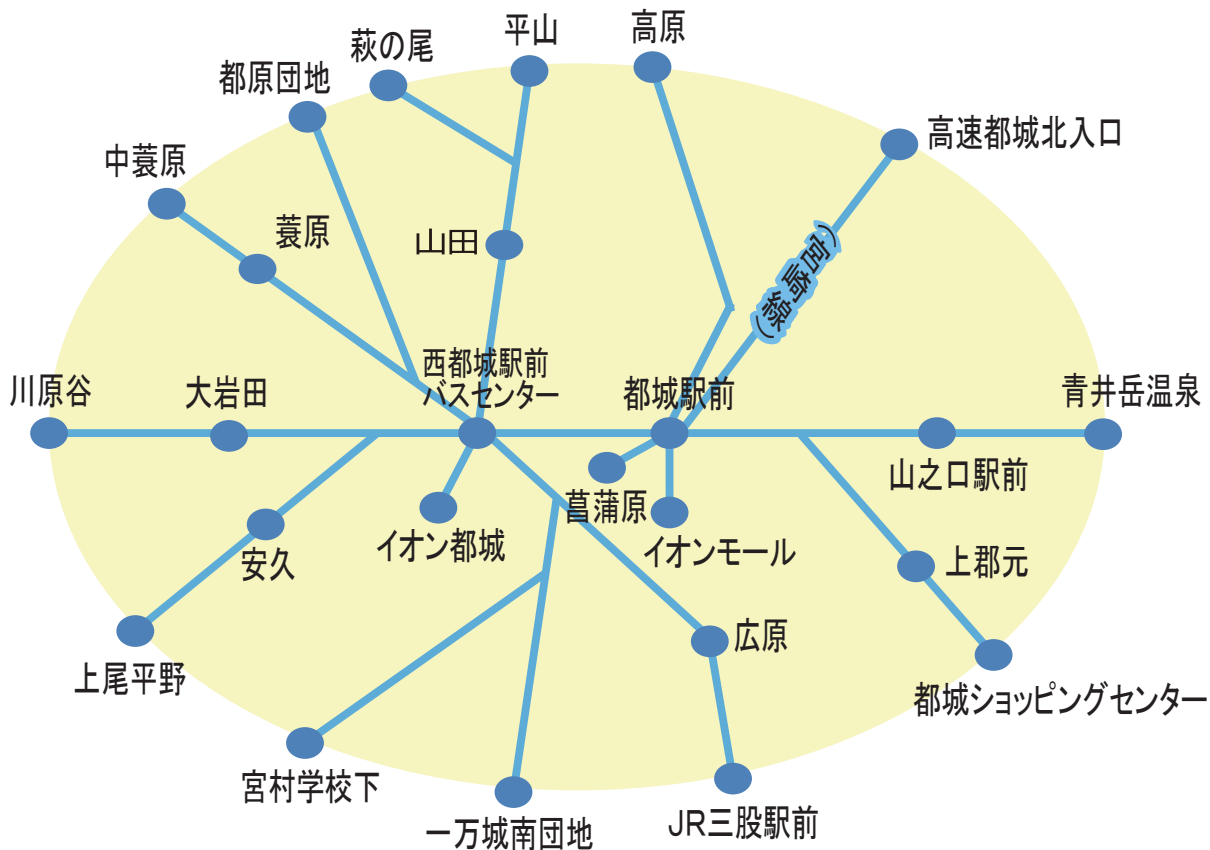 平山
高原
萩の尾
都原団地
高速都城北入口
中蓑原
蓑原
山田
(宮崎線)
西都城駅前
バスセンター
川原谷
大岩田
都城駅前
青井岳温泉
山之口駅前
菖蒲原
イオン都城
イオンモール
安久
上郡元
広原
上尾平野
都城ショッピングセンター
宮村学校下
一万城南団地
JR三股駅前